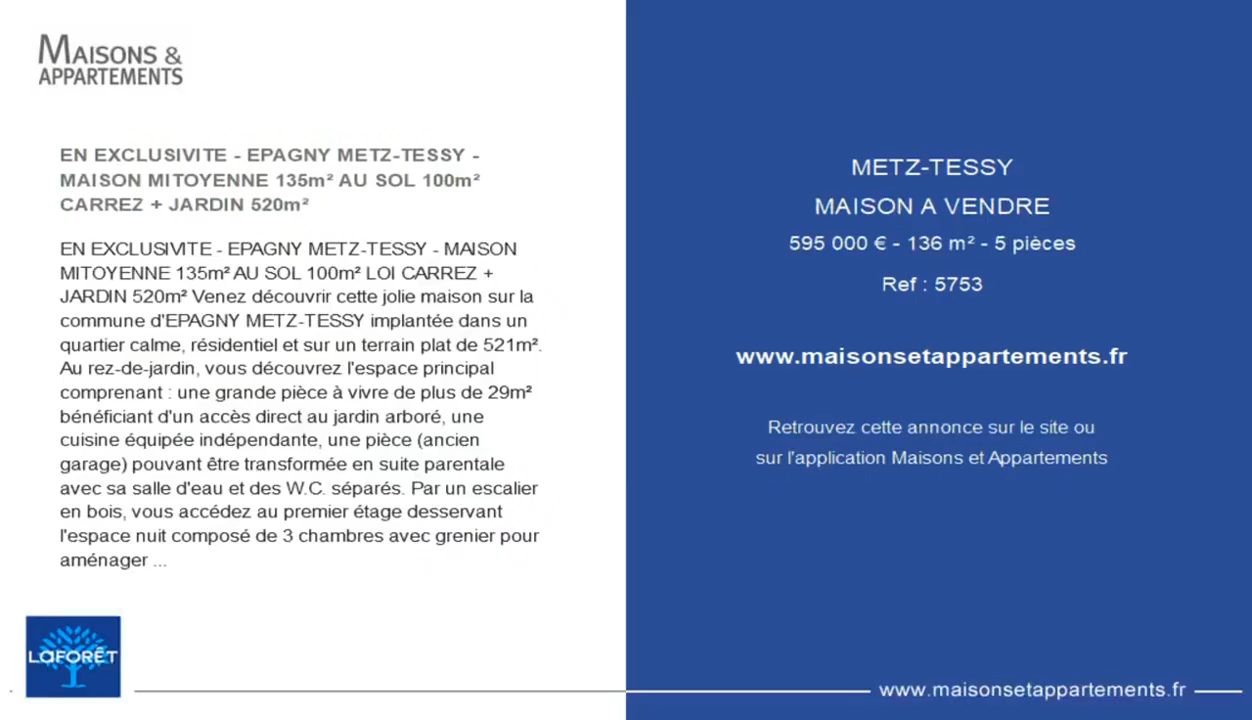 MAISONS &
APPARTEMENTS
EN EXCLUSIVITE - EPAGNY METZ-TESSY -
MAISON MITOYENNE 135m² AU SOL 100m²
CARREZ + JARDIN 520m²
EN EXCLUSIVITE - EPAGNY METZ-TESSY - MAISON
MITOYENNE 135m² AU SOL 100m² LOI CARREZ +
JARDIN 520m² Venez découvrir cette jolie maison sur la
commune d'EPAGNY METZ-TESSY implantée dans un
quartier calme, résidentiel et sur un terrain plat de 521m².
Au rez-de-jardin, vous découvrez l'espace principal
comprenant : une grande pièce à vivre de plus de 29m²
bénéficiant d'un accès direct au jardin arboré, une
cuisine équipée indépendante, une pièce (ancien
garage) pouvant être transformée en suite parentale
avec sa salle d'eau et des W.C. séparés. Par un escalier
en bois, vous accédez au premier étage desservant
l'espace nuit composé de 3 chambres avec grenier pour
aménager ...
LAFORÊT
METZ-TESSY
MAISON A VENDRE
595 000 € - 136 m² - 5 pièces
Ref : 5753
www.maisonsetappartements.fr
Retrouvez cette annonce sur le site ou
sur l'application Maisons et Appartements
www.maisonsetappartements.fr